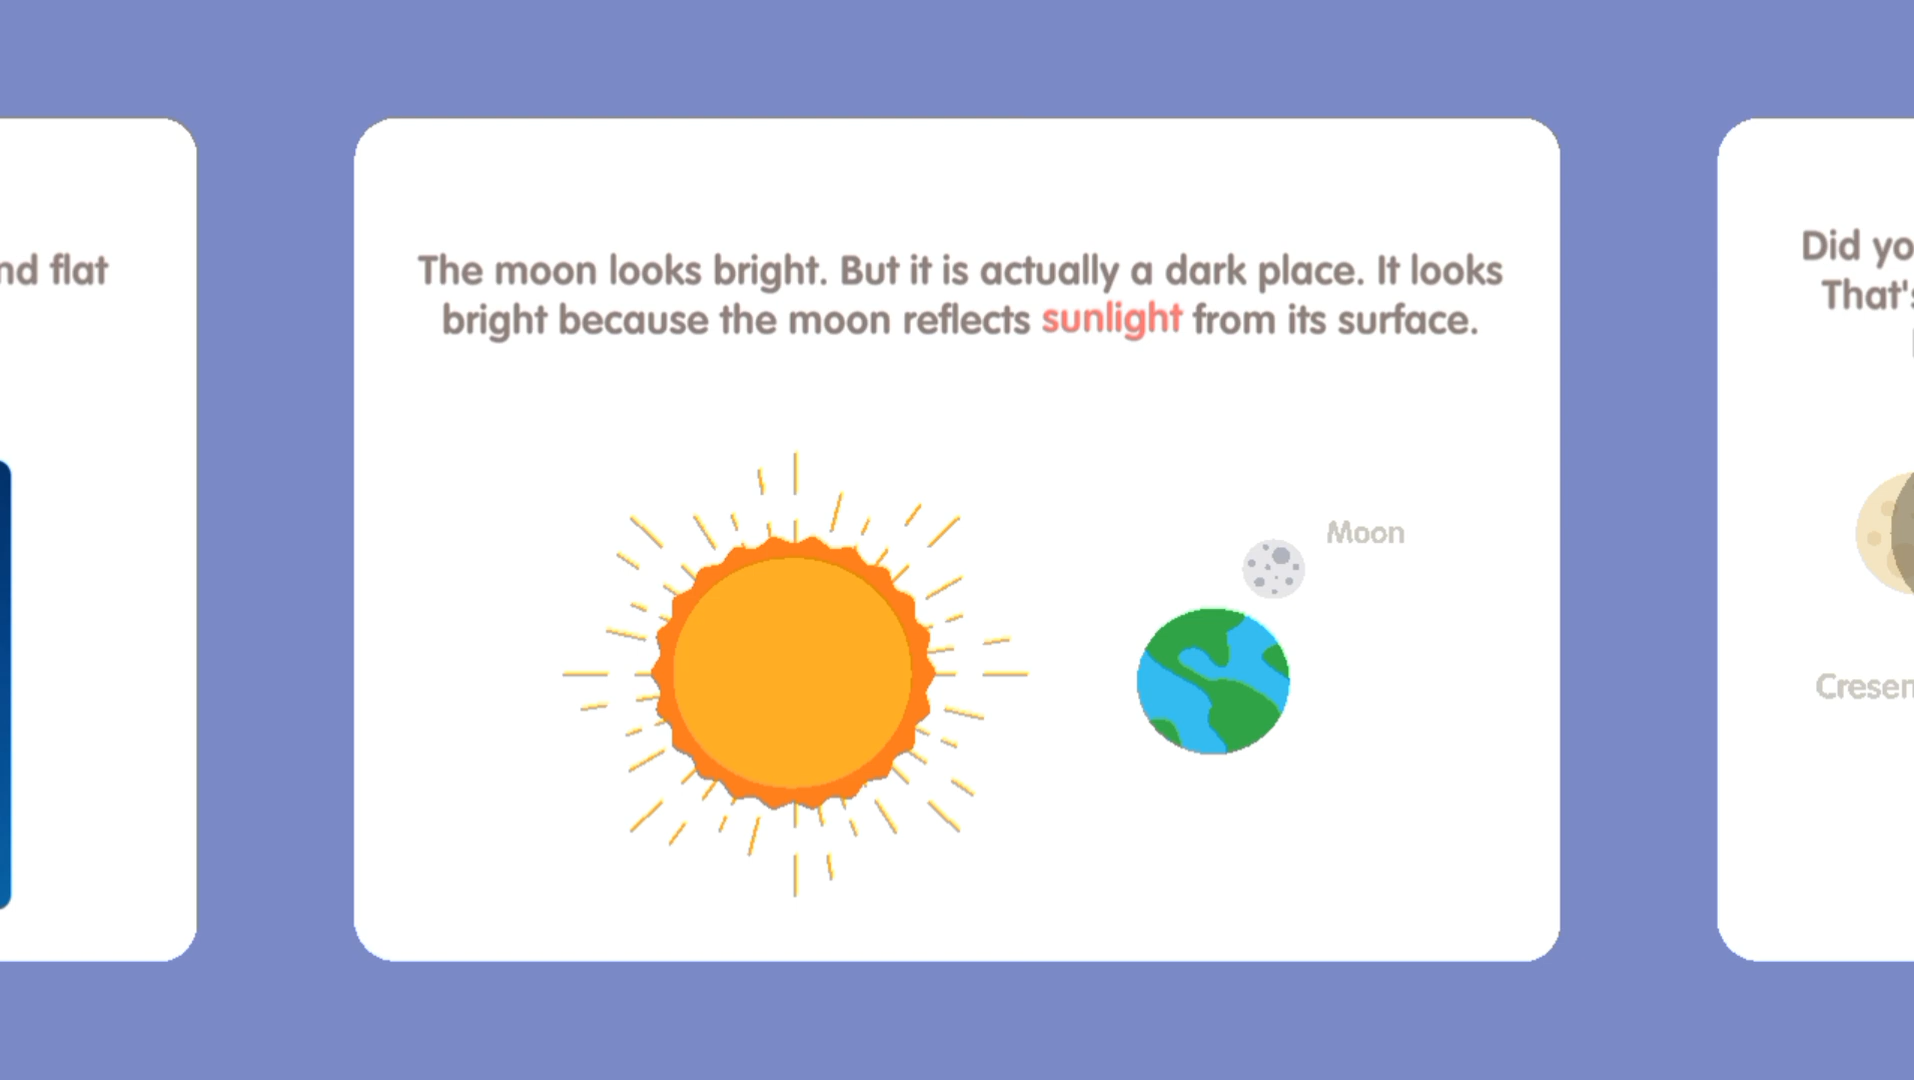 nd flat
The moon looks bright. But it is actually a dark place. It looks
bright because the moon reflects sunlight from its surface.
Moon
Did yo
That's
Cresen